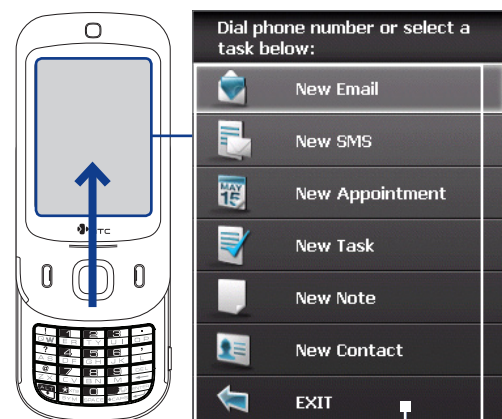 Dial phone number or select a
task below:
New Email
New SMS
MAY
15
New Appointment
New Task
New Note
New Contact
EXIT